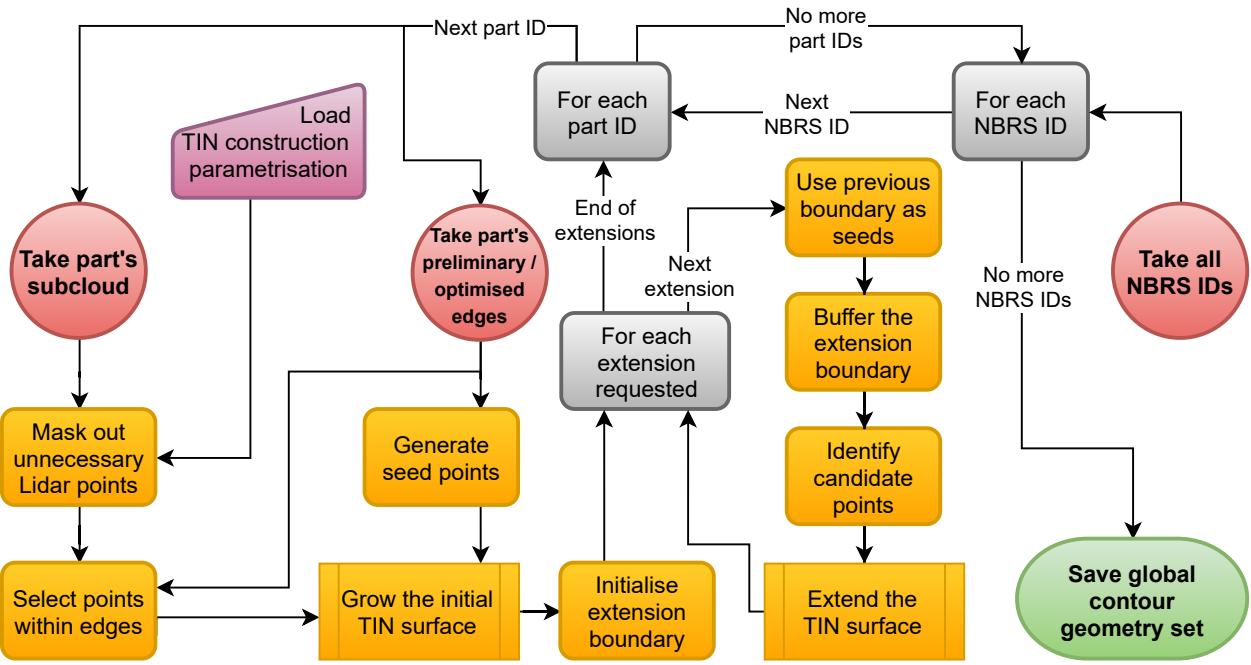 Next part ID
No more
part IDs
For each
part ID
Next
NBRS ID
For each
NBRS ID
Load
TIN construction
parametrisation
Take part's
subcloud
Take part's
preliminary /
optimised
edges
End of
extensions
Next
extension
Use previous
boundary as
seeds
No more
NBRS IDs
Take all
NBRS IDs
For each
extension
requested
Buffer the
extension
boundary
Mask out
unnecessary
Lidar points
Generate
seed points
Identify
candidate
points
Select points
within edges
Grow the initial
TIN surface
Initialise
extension
boundary
Extend the
TIN surface
Save global
contour
geometry set